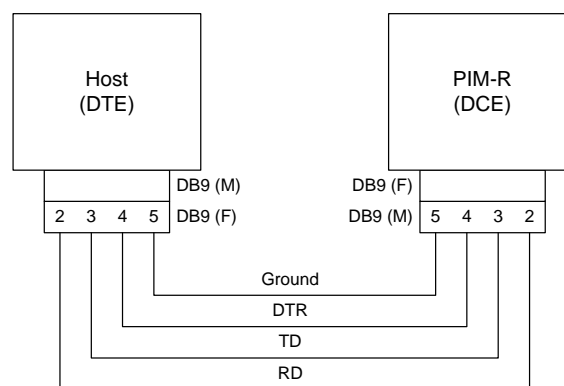 Host
(DTE)
PIM-R
(DCE)
DB9 (M)
DB9 (F)
2 3 4 5
DB9 (F)
DB9 (M)
5 4 3 2
Ground
DTR
TD
RD